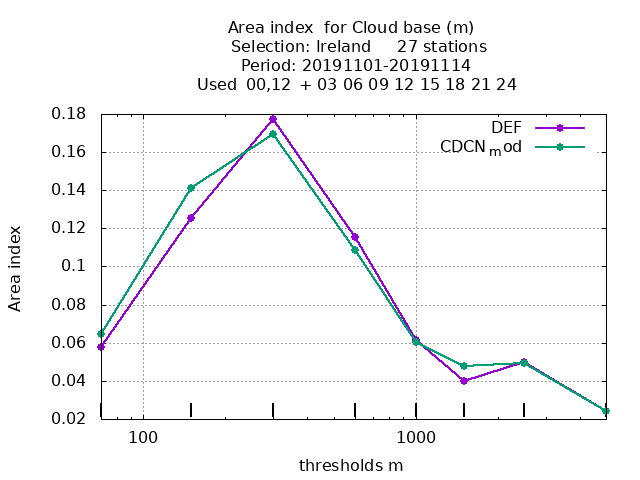 Area index for Cloud base (m)
Selection: Ireland 27 stations
Period: 20191101-20191114
Used 00,12 + 03 06 09 12 15 18 21 24
DEF
CDCN_mod
Area index
0.18
0.16
0.14
0.12
0.1
0.08
0.06
0.04
0.02
100
1000
thresholds m